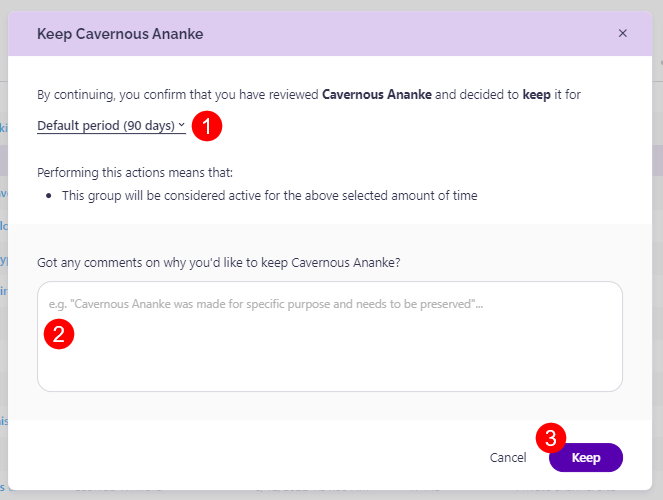 Keep Cavernous Ananke
×
By continuing, you confirm that you have reviewed Cavernous Ananke and decided to keep it for
Default period (90 days)
1
Performing this actions means that:
• This group will be considered active for the above selected amount of time
Got any comments on why you'd like to keep Cavernous Ananke?
e.g. "Cavernous Ananke was made for specific purpose and needs to be preserved"...
2
3
Cancel
Keep